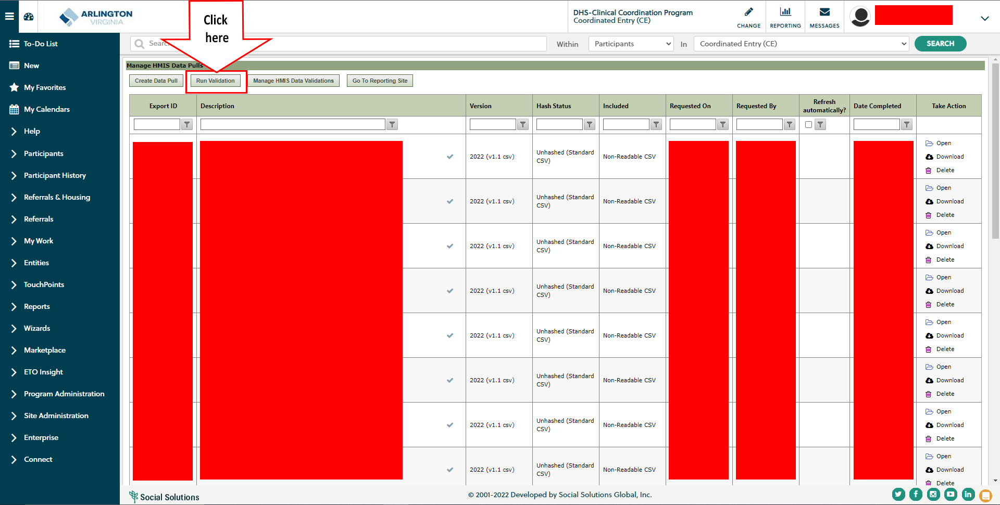 ARLINGTON
VIRGINIA
Click
here
DHS-Clinical Coordination Program
Coordinated Entry (CE)
CHANGE
REPORTING
MESSAGES
To-Do List
New
My Favorites
My Calendars
Help
Participants
Participant History
Referrals & Housing
Referrals
My Work
Entities
TouchPoints
Reports
Wizards
Marketplace
ETO Insight
Program Administration
Site Administration
Enterprise
Connect
Within
Participants
In
Coordinated Entry (CE)
SEARCH
Manage HMIS Data Pulls
Create Data Pull
Run Validation
Manage HMIS Data Validations
Go To Reporting Site
Export ID
Description
Version
Hash Status
Included
Requested On
Requested By
Refresh
automatically?
Date Completed
Take Action
2022 (v1.1 csv)
Unhashed (Standard
CSV)
Non-Readable CSV
Open
Download
Delete
2022 (v1.1 csv)
Unhashed (Standard
CSV)
Non-Readable CSV
Open
Download
Delete
2022 (v1.1 csv)
Unhashed (Standard
CSV)
Non-Readable CSV
Open
Download
Delete
2022 (v1.1 csv)
Unhashed (Standard
CSV)
Non-Readable CSV
Open
Download
Delete
2022 (v1.1 csv)
Unhashed (Standard
CSV)
Non-Readable CSV
Open
Download
Delete
2022 (v1.1 csv)
Unhashed (Standard
CSV)
Non-Readable CSV
Open
Download
Delete
2022 (v1.1 csv)
Unhashed (Standard
CSV)
Non-Readable CSV
Open
Download
Delete
2022 (v1.1 csv)
Unhashed (Standard
CSV)
Non-Readable CSV
Open
Download
Delete
Social Solutions
© 2001-2022 Developed by Social Solutions Global, Inc.